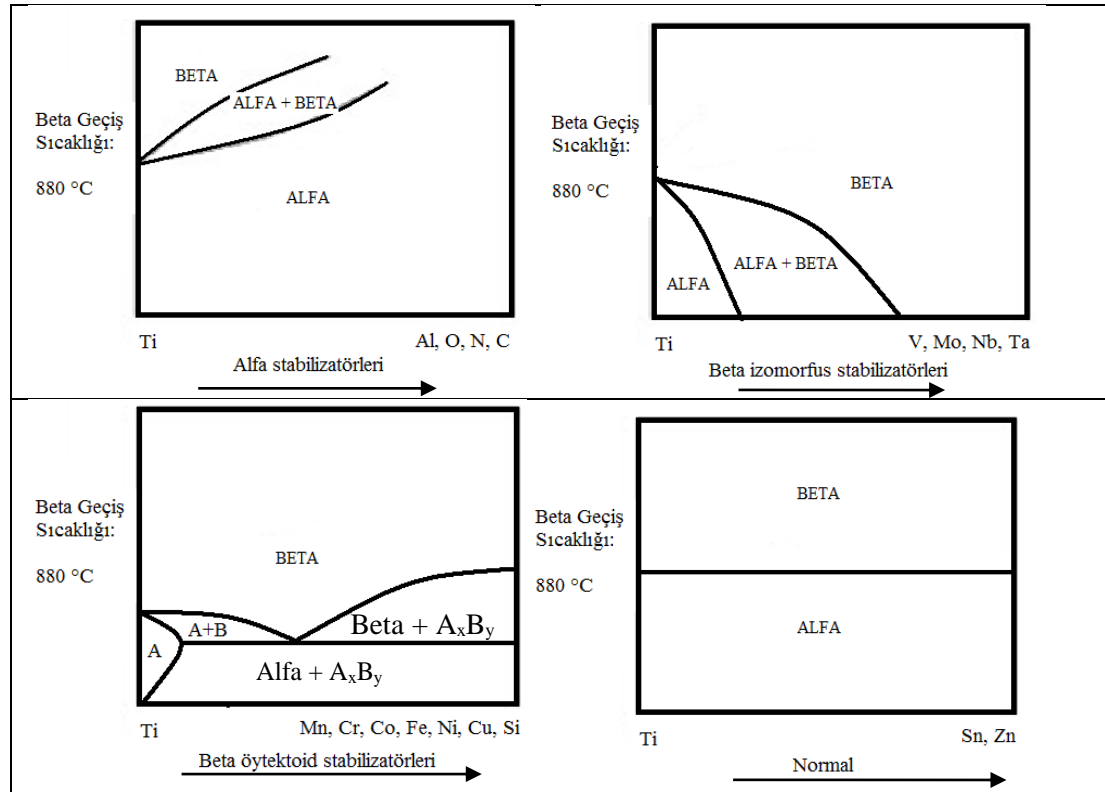 BETA
ALFA + BETA
Beta Geçiş
Sıcaklığı:
880 °C
ALFA
Ti
Al, O, N, C
Alfa stabilizatörleri
Beta Geçiş
Sıcaklığı:
880 °C
BETA
ALFA + BETA
ALFA
Ti
V, Mo, Nb, Ta
Beta izomorfus stabilizatörleri
Beta Geçiş
Sıcaklığı:
880 °C
BETA
A+B
Beta + AxBy
A
Alfa + AxBy
Ti
Mn, Cr, Co, Fe, Ni, Cu, Si
Beta öytektoid stabilizatörleri
BETA
Beta Geçiş
Sıcaklığı:
880 °C
ALFA
Ti
Sn, Zn
Normal